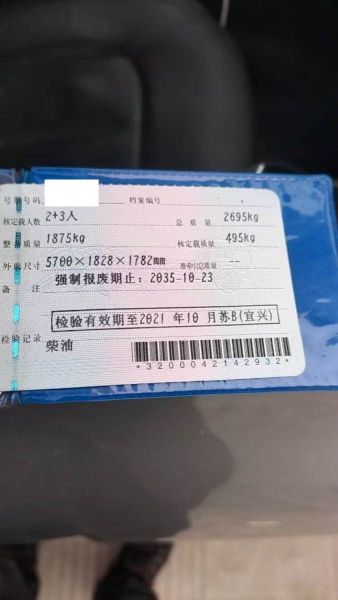 号牌号码 档案编号
核定载人数 2+3人 总质量 2695kg
整备质量 1875kg 核定载质量 495kg
外廓尺寸 5700×1828×1782mm 准牵引总质量 --
备注 强制报废期止：2035-10-23
检验有效期至2021 年10 月苏B(宜兴)
检验记录
柴油
*3200042142932*